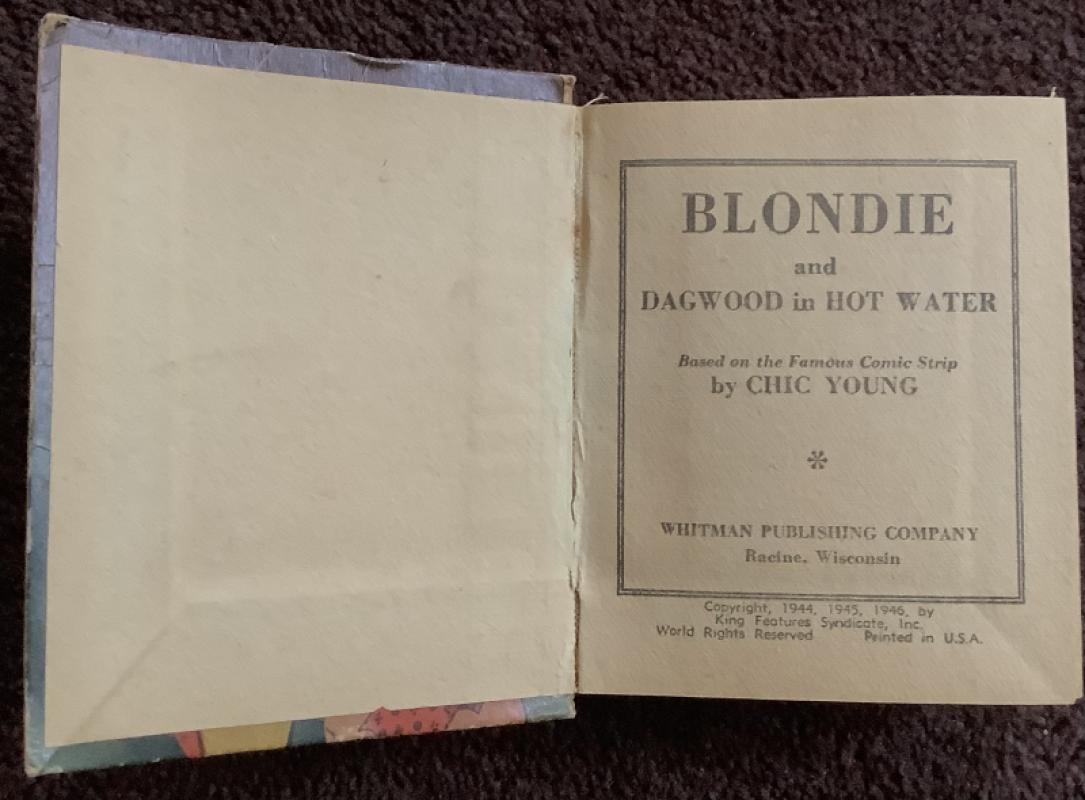 BLONDIE
and
DAGWOOD in HOT WATER
Based on the Famous Comic Strip
by CHIC YOUNG
*
WHITMAN PUBLISHING COMPANY
Racine, Wisconsin
Copyright, 1944, 1945, 1946, by
King Features Syndicate, Inc.
World Rights Reserved Printed in U.S.A.